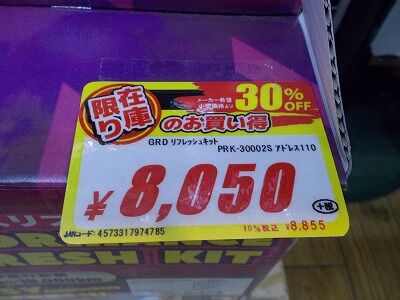 在庫限り
メーカー希望
小売価格より
30%OFF
のお買い得
GRD リフレッシュキット
PRK-30002S アドレス110
¥8,050
+税
JANコード: 4573317974785
10%税込 ¥8,855
RESH KIT